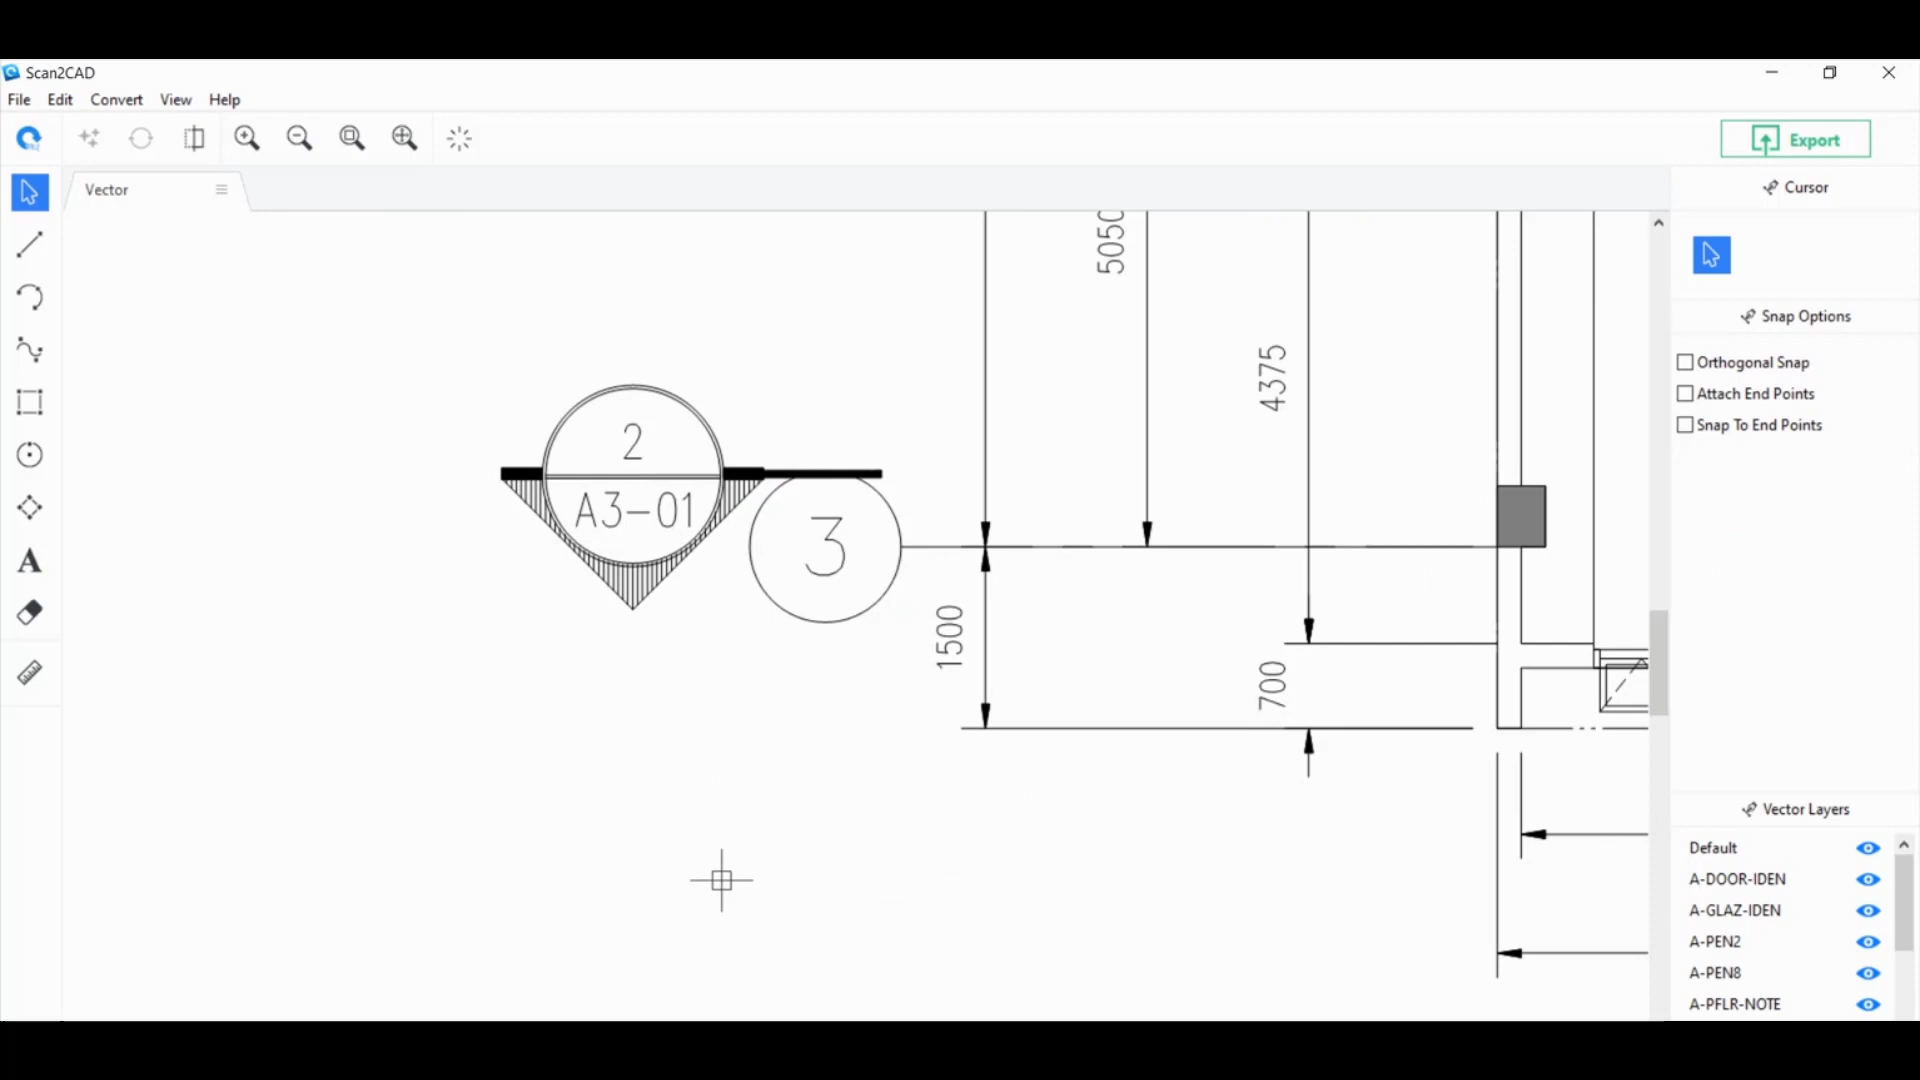 Scan2CAD
File Edit Convert View Help
Export
Vector
Cursor
Snap Options
Orthogonal Snap
Attach End Points
Snap To End Points
5050
4375
2
A3-01
3
1500
700
A
Vector Layers
Default
A-DOOR-IDEN
A-GLAZ-IDEN
A-PEN2
A-PEN8
A-PFLR-NOTE